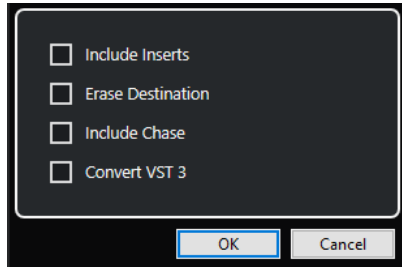 Include Inserts
Erase Destination
Include Chase
Convert VST 3
OK
Cancel